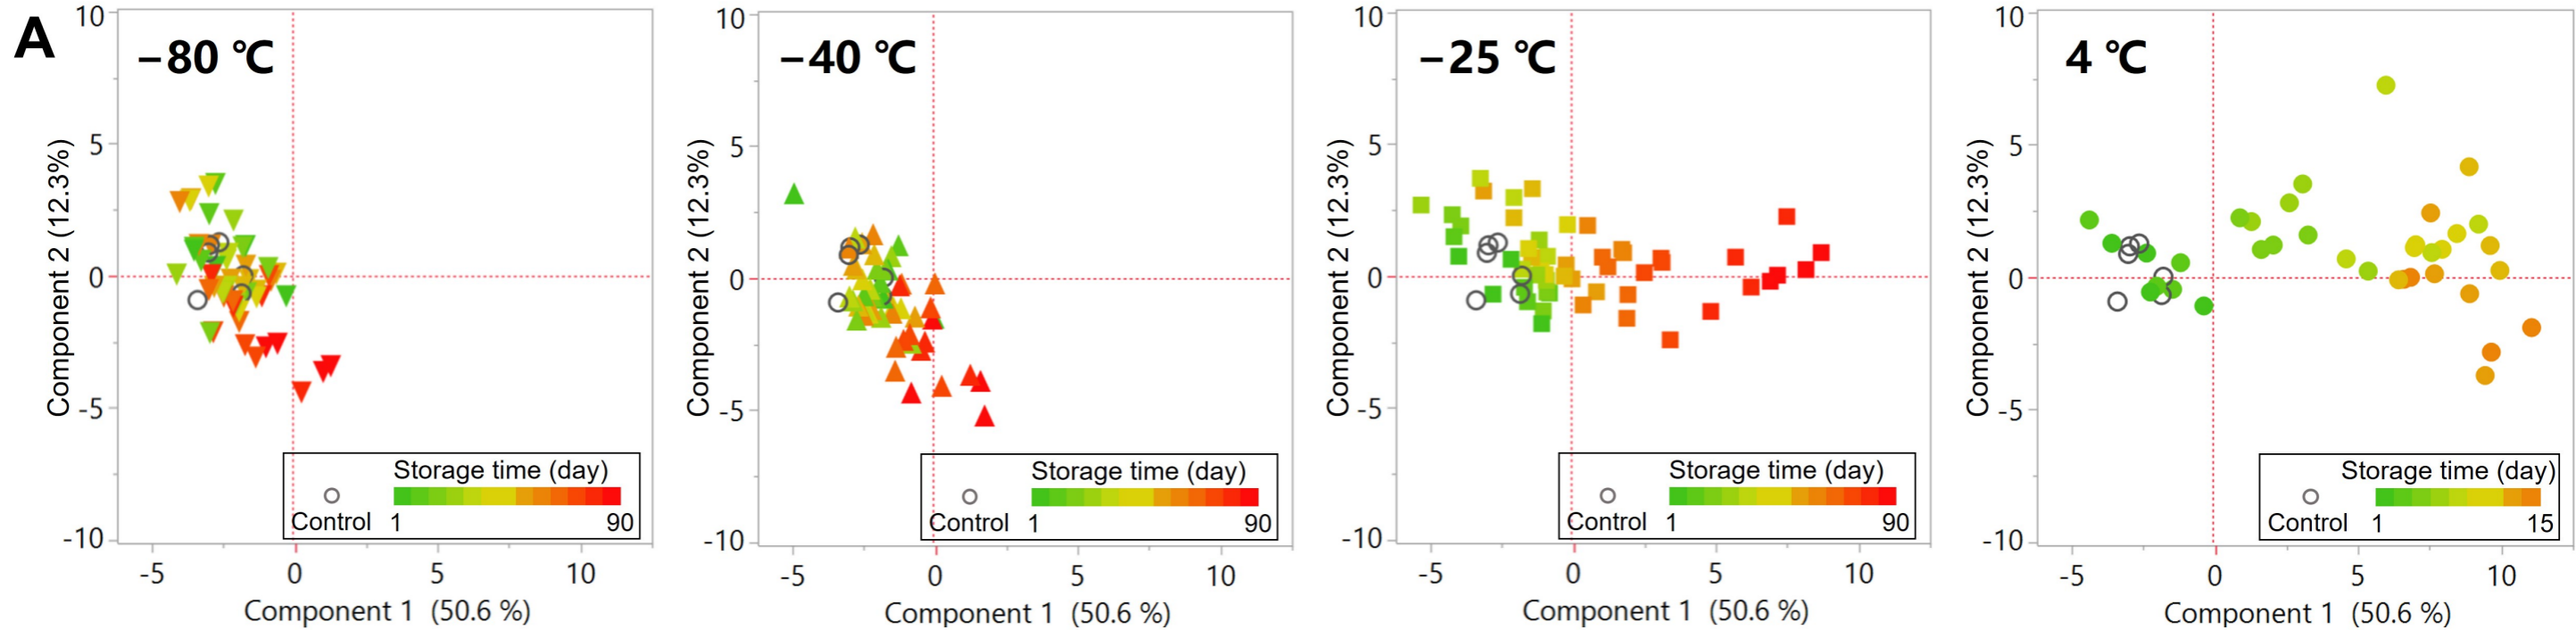 A
−80 ℃
10
5
0
-5
-10
Component 2 (12.3%)
Storage time (day)
Control 1 90
-5 0 5 10
Component 1 (50.6 %)
−40 ℃
10
5
0
-5
-10
Component 2 (12.3%)
Storage time (day)
Control 1 90
-5 0 5 10
Component 1 (50.6 %)
−25 ℃
10
5
0
-5
-10
Component 2 (12.3%)
Storage time (day)
Control 1 90
-5 0 5 10
Component 1 (50.6 %)
4 ℃
10
5
0
-5
-10
Component 2 (12.3%)
Storage time (day)
Control 1 15
-5 0 5 10
Component 1 (50.6 %)